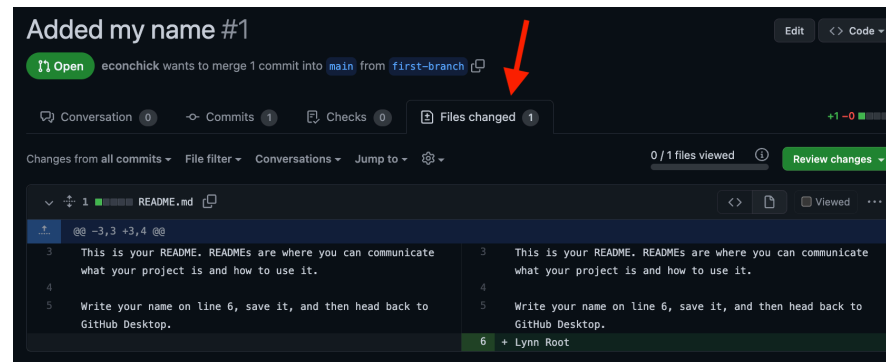 Added my name #1
Edit
<> Code
Open econchick wants to merge 1 commit into main from first-branch
Conversation 0
Commits 1
Checks 0
Files changed 1
+1 −0
Changes from all commits
File filter
Conversations
Jump to
0 / 1 files viewed
Review changes
1 README.md
Viewed
@@ -3,3 +3,4 @@
3 This is your README. READMEs are where you can communicate
what your project is and how to use it.
4
5 Write your name on line 6, save it, and then head back to
GitHub Desktop.
3 This is your README. READMEs are where you can communicate
what your project is and how to use it.
4
5 Write your name on line 6, save it, and then head back to
GitHub Desktop.
6 + Lynn Root